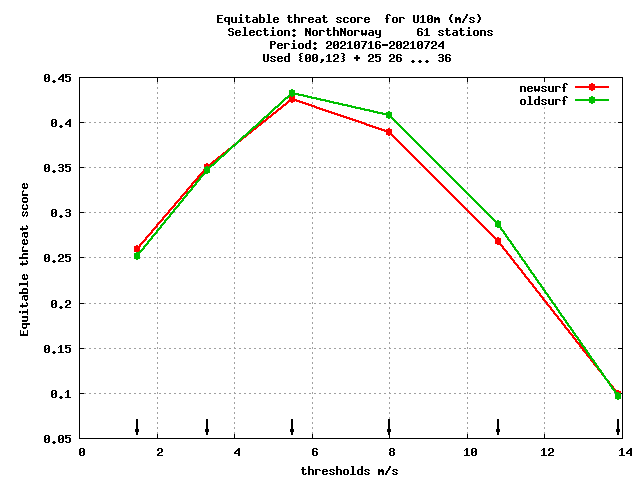 Equitable threat score  for U10m (m/s)
Selection: NorthNorway     61 stations
Period: 20210716-20210724
Used {00,12} + 25 26 ... 36
newsurf
oldsurf
Equitable threat score
0.45
0.4
0.35
0.3
0.25
0.2
0.15
0.1
0.05
0 2 4 6 8 10 12 14
thresholds m/s